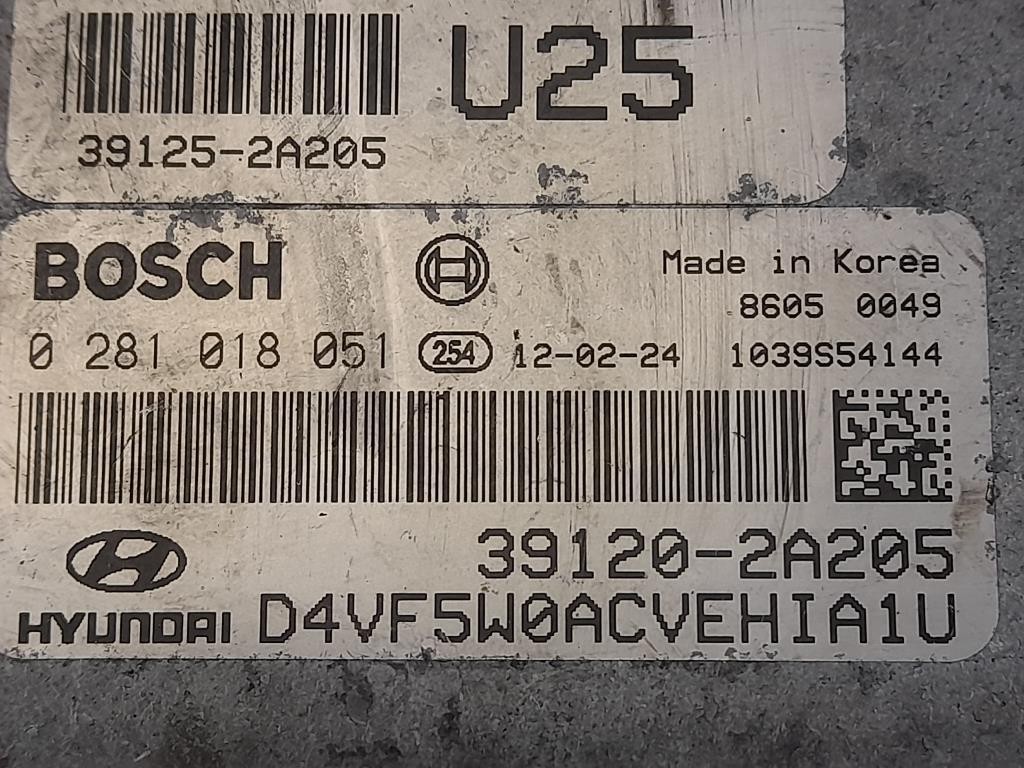 U25
39125-2A205
BOSCH
Made in Korea
8605 0049
0 281 018 051 254 12-02-24 1039S54144
39120-2A205
HYUNDAI D4VF5W0ACVEHIA1U